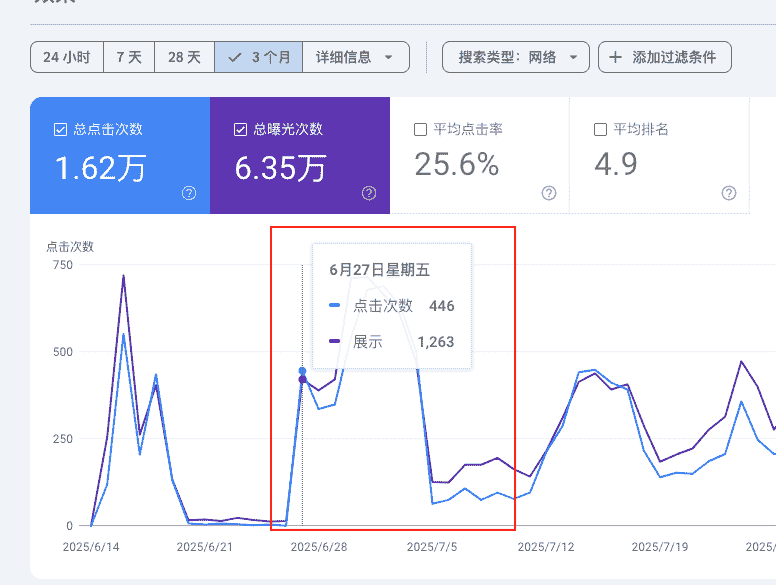 效果
24 小时 7 天 28 天 3 个月 详细信息 搜索类型：网络 添加过滤条件
总点击次数 总曝光次数 平均点击率 平均排名
1.62万 6.35万 25.6% 4.9
点击次数
750
500
250
0
6月27日星期五
点击次数 446
展示 1,263
2025/6/14 2025/6/21 2025/6/28 2025/7/5 2025/7/12 2025/7/19 2025/